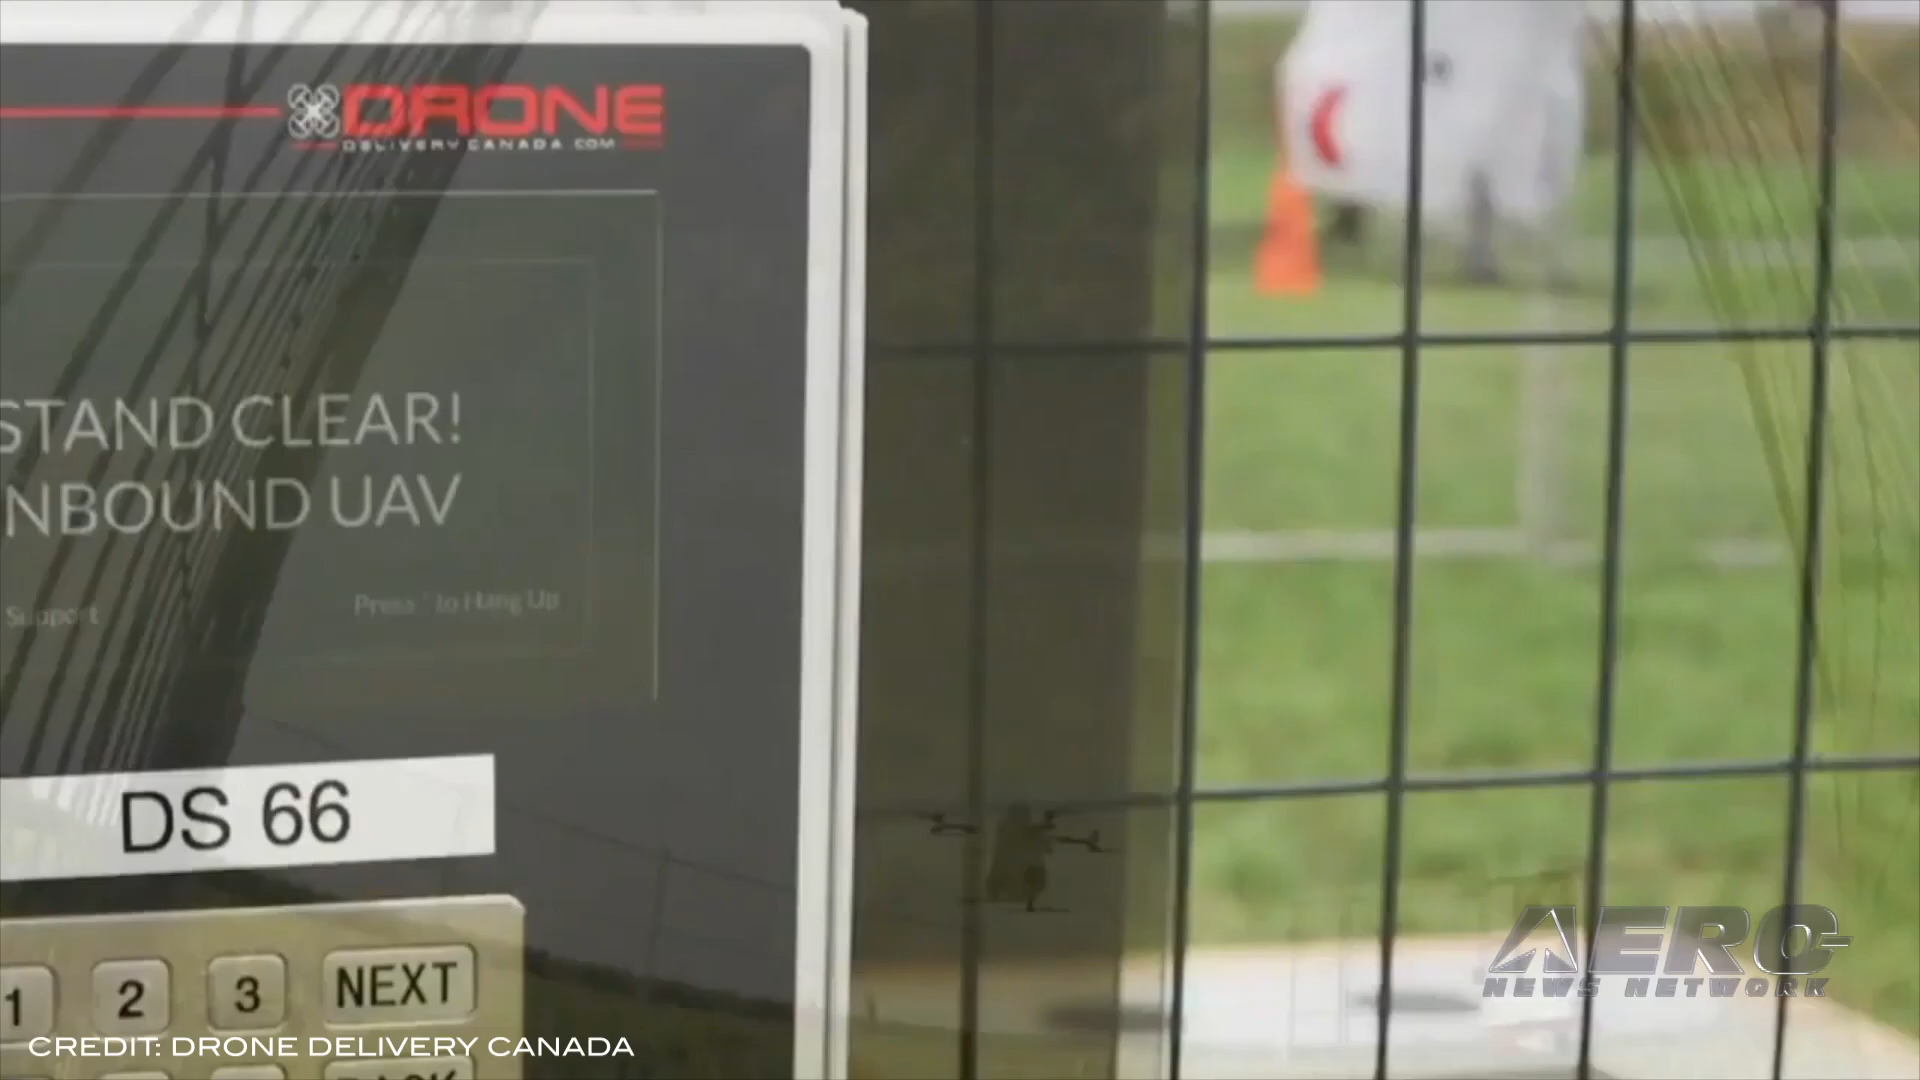 DRONE
DELIVERY CANADA.COM
STAND CLEAR!
NBOUND UAV
Support
Press * to Hang Up
DS 66
1 2 3 NEXT
BACK
AERO
NEWS NETWORK
CREDIT: DRONE DELIVERY CANADA